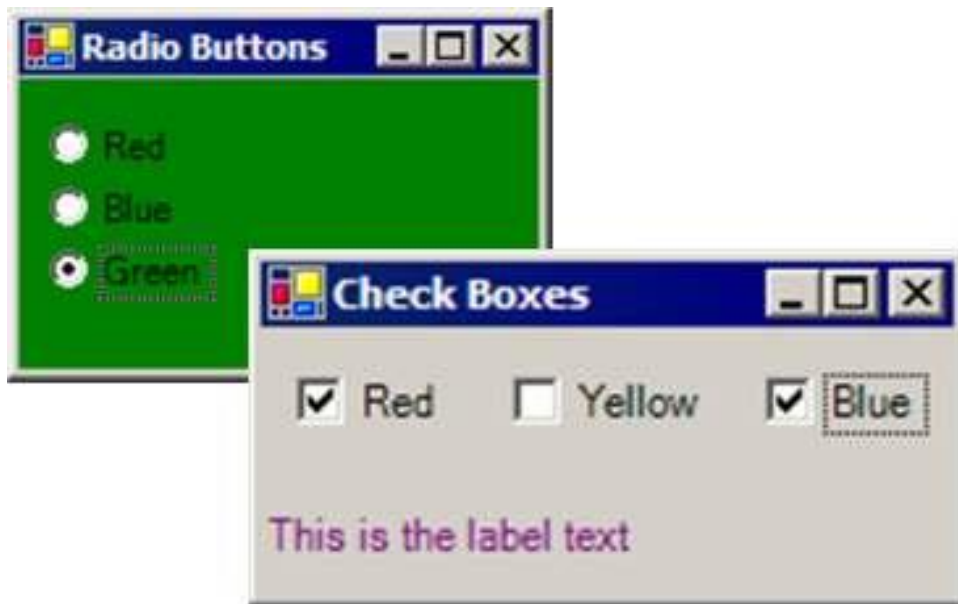 Radio Buttons
Red
Blue
Green
Check Boxes
Red Yellow Blue
This is the label text